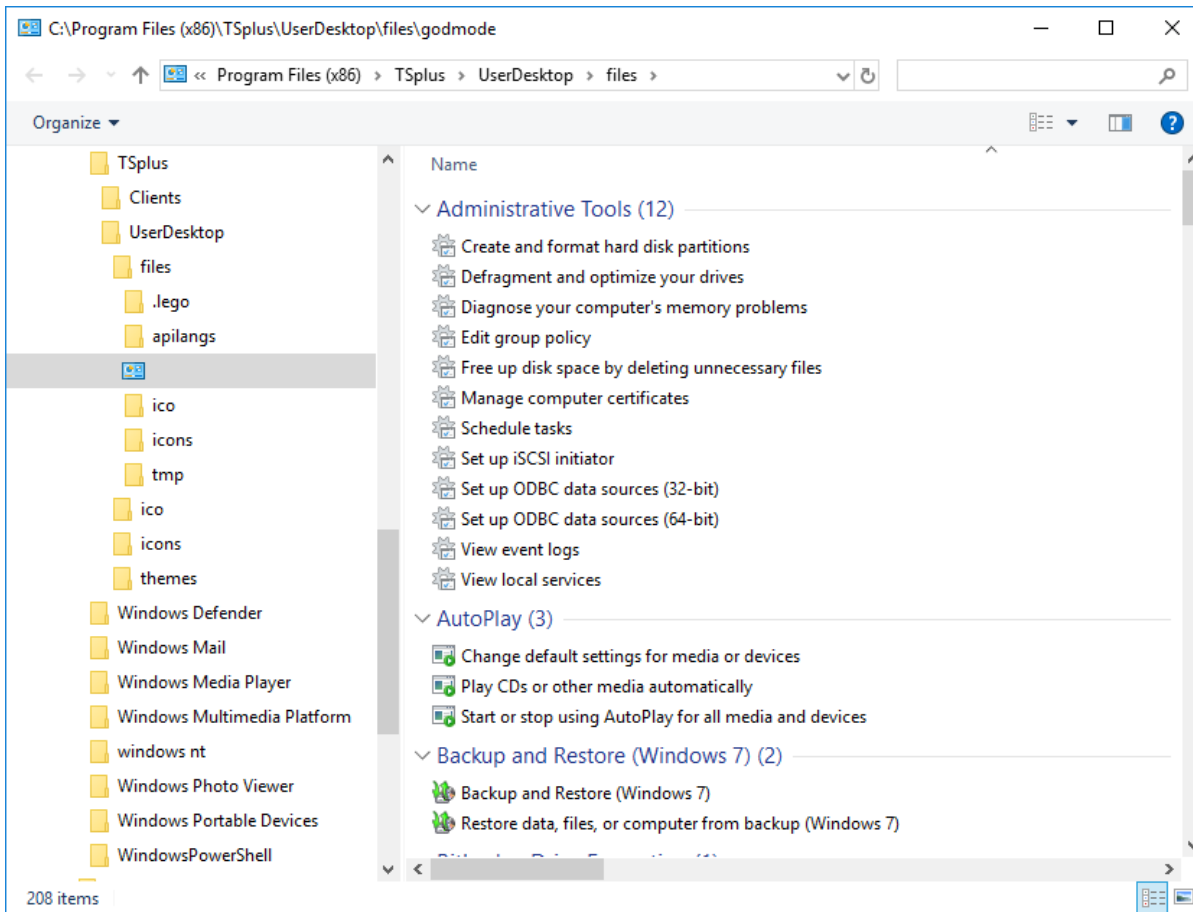 C:\Program Files (x86)\TSplus\UserDesktop\files\godmode
« Program Files (x86) > TSplus > UserDesktop > files >
Organize
TSplus
Clients
UserDesktop
files
.lego
apilangs
ico
icons
tmp
ico
icons
themes
Windows Defender
Windows Mail
Windows Media Player
Windows Multimedia Platform
windows nt
Windows Photo Viewer
Windows Portable Devices
WindowsPowerShell
Name
Administrative Tools (12)
Create and format hard disk partitions
Defragment and optimize your drives
Diagnose your computer's memory problems
Edit group policy
Free up disk space by deleting unnecessary files
Manage computer certificates
Schedule tasks
Set up iSCSI initiator
Set up ODBC data sources (32-bit)
Set up ODBC data sources (64-bit)
View event logs
View local services
AutoPlay (3)
Change default settings for media or devices
Play CDs or other media automatically
Start or stop using AutoPlay for all media and devices
Backup and Restore (Windows 7) (2)
Backup and Restore (Windows 7)
Restore data, files, or computer from backup (Windows 7)
208 items